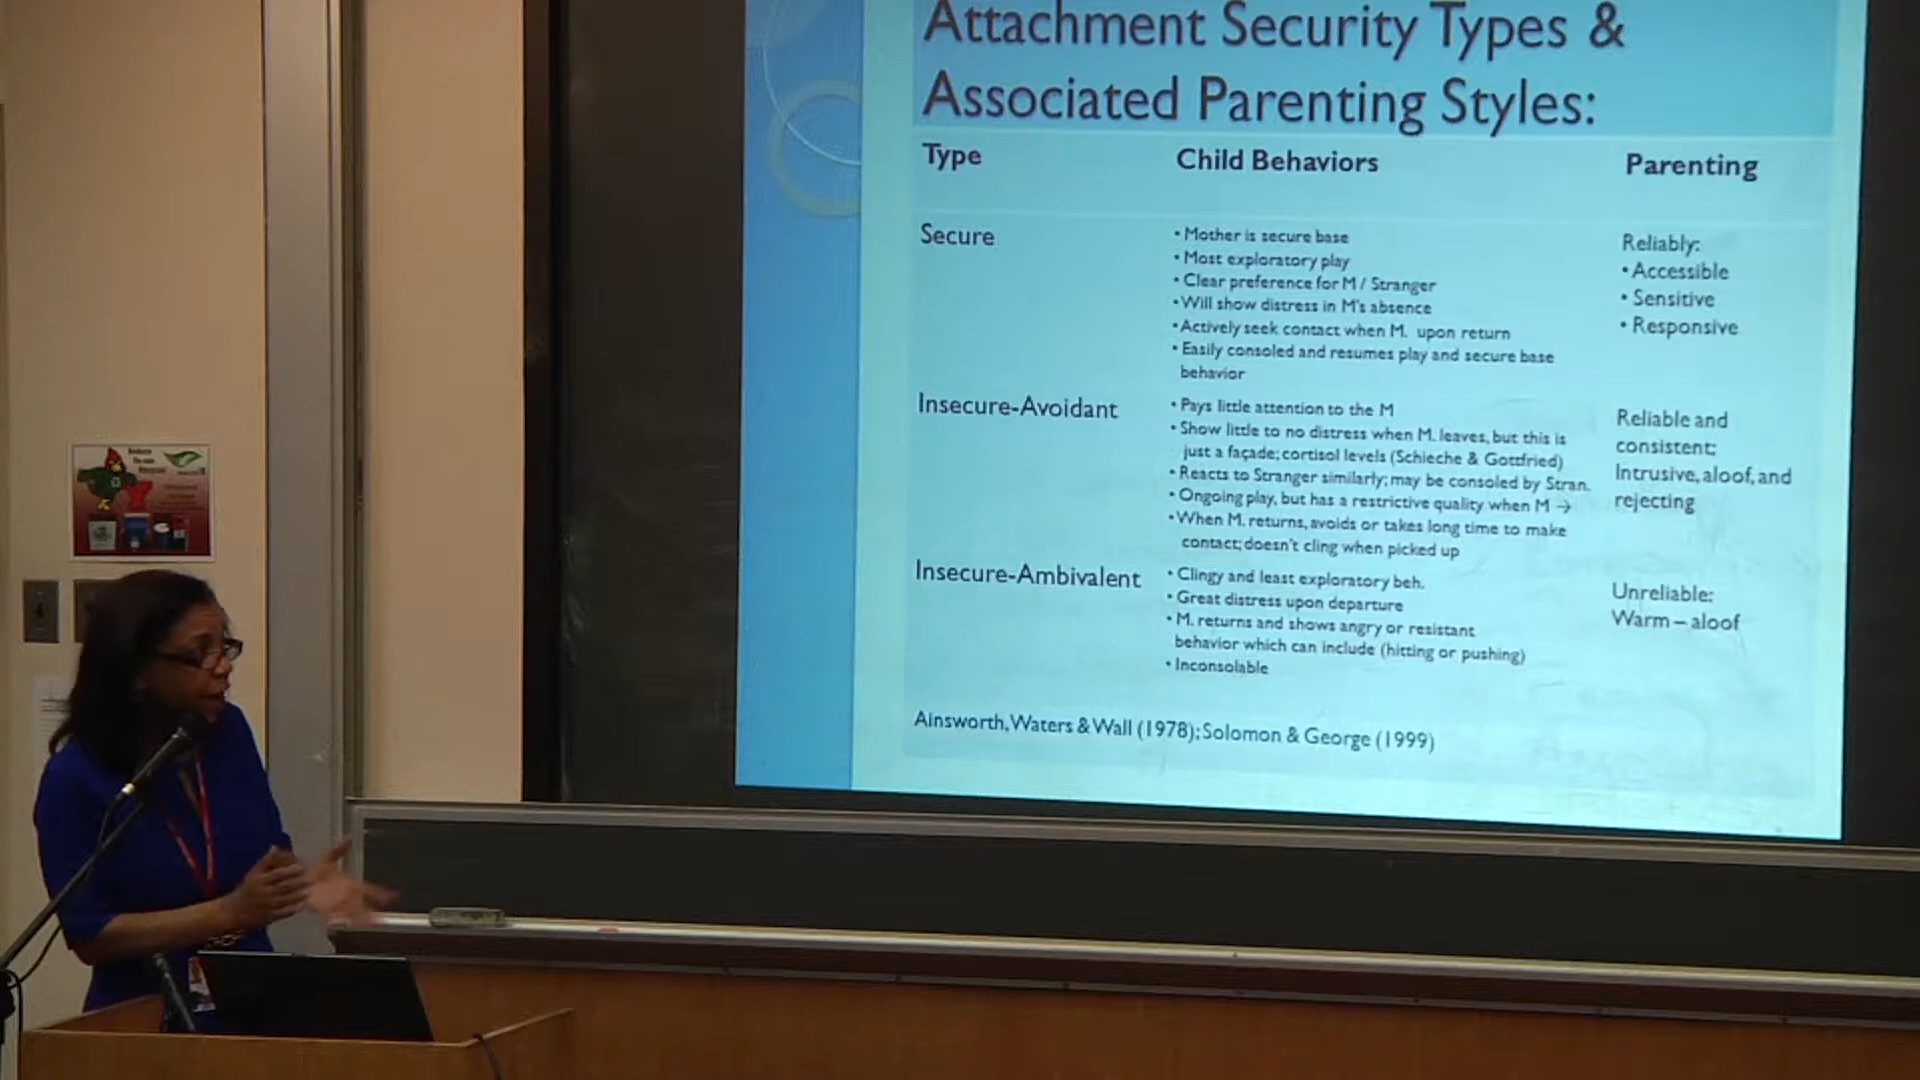 Attachment Security Types &
Associated Parenting Styles:
Type
Child Behaviors
Parenting
Secure
• Mother is secure base
• Most exploratory play
• Clear preference for M / Stranger
• Will show distress in M's absence
• Actively seek contact when M. upon return
• Easily consoled and resumes play and secure base
behavior
Reliably:
• Accessible
• Sensitive
• Responsive
Insecure-Avoidant
• Pays little attention to the M
• Show little to no distress when M. leaves, but this is
just a façade; cortisol levels (Schieche & Gottfried)
• Reacts to Stranger similarly; may be consoled by Stran.
• Ongoing play, but has a restrictive quality when M →
• When M. returns, avoids or takes long time to make
contact; doesn't cling when picked up
Reliable and
consistent:
Intrusive, aloof, and
rejecting
Insecure-Ambivalent
• Clingy and least exploratory beh.
• Great distress upon departure
• M. returns and shows angry or resistant
behavior which can include (hitting or pushing)
• Inconsolable
Unreliable:
Warm – aloof
Ainsworth, Waters & Wall (1978); Solomon & George (1999)